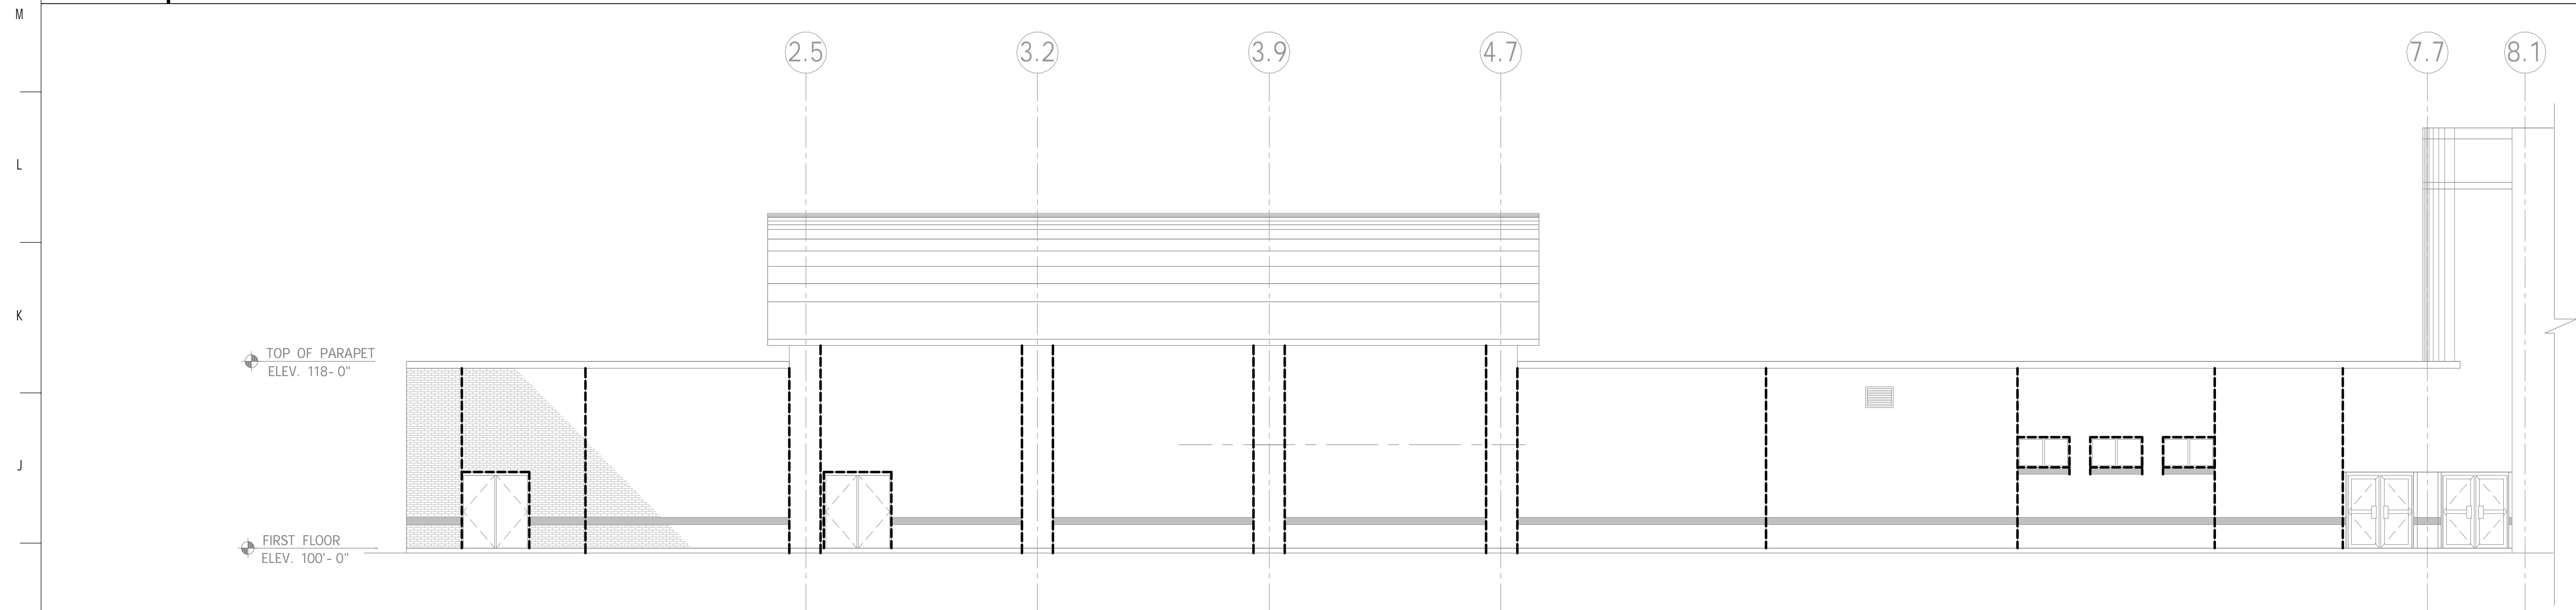 M
2.5
3.2
3.9
4.7
7.7
8.1
L
K
TOP OF PARAPET
ELEV. 118-0"
J
FIRST FLOOR
ELEV. 100'-0"